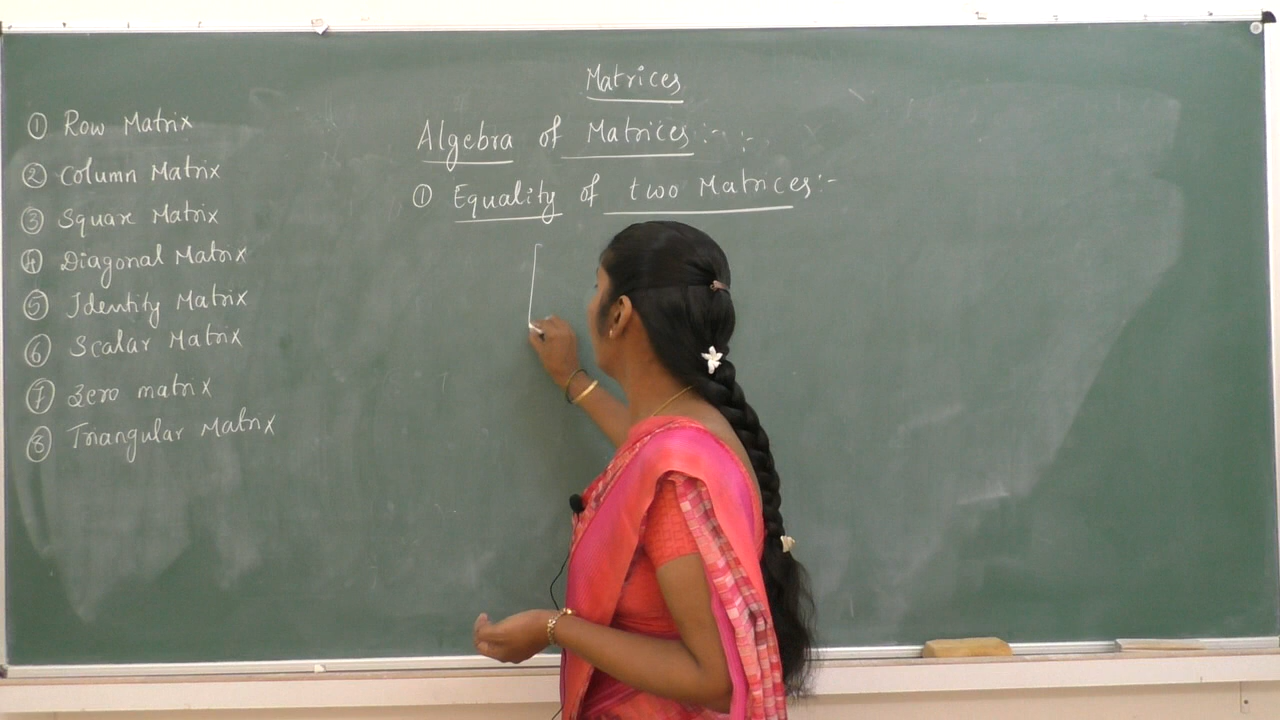 Matrices
Algebra of Matrices:-
① Equality of two Matrices:-
① Row Matrix
② Column Matrix
③ Square Matrix
④ Diagonal Matrix
⑤ Identity Matrix
⑥ Scalar Matrix
⑦ Zero matrix
⑧ Triangular Matrix